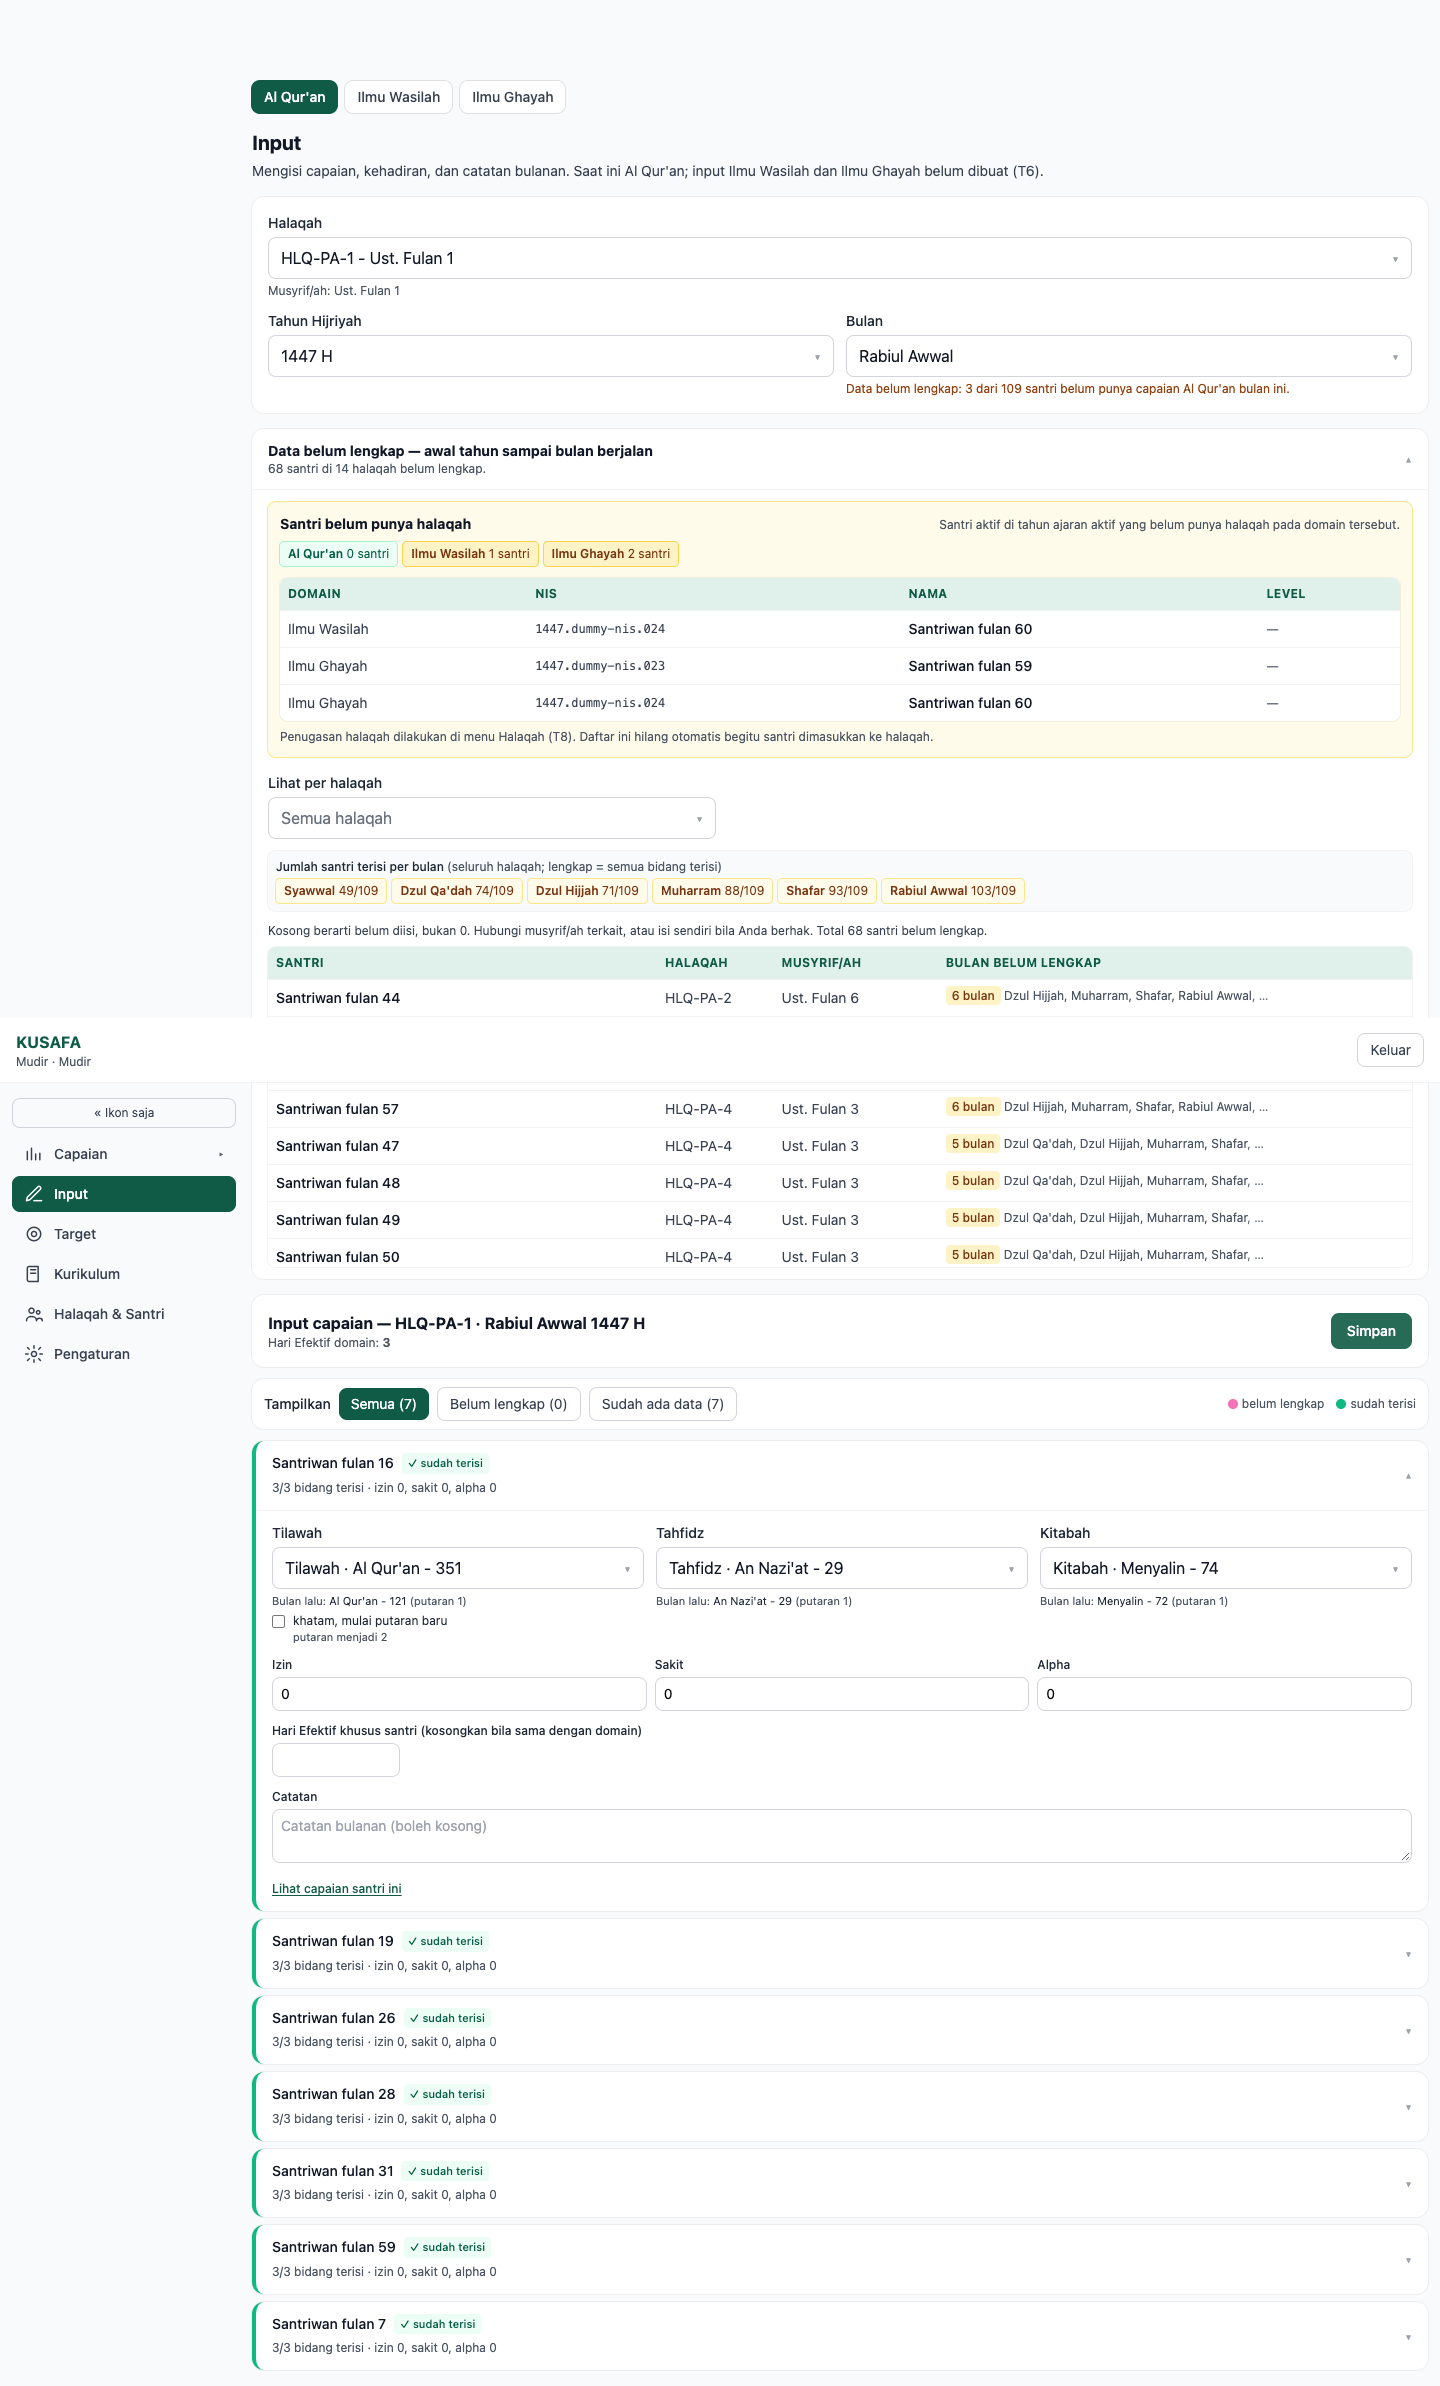 Al Qur'an Ilmu Wasilah Ilmu Ghayah
Input
Mengisi capaian, kehadiran, dan catatan bulanan. Saat ini Al Qur'an; input Ilmu Wasilah dan Ilmu Ghayah belum dibuat (T6).
Halaqah
HLQ-PA-1 - Ust. Fulan 1
Musyrif/ah: Ust. Fulan 1
Tahun Hijriyah Bulan
1447 H Rabiul Awwal
Data belum lengkap: 3 dari 109 santri belum punya capaian Al Qur'an bulan ini.
Data belum lengkap — awal tahun sampai bulan berjalan
68 santri di 14 halaqah belum lengkap.
Santri belum punya halaqah Santri aktif di tahun ajaran aktif yang belum punya halaqah pada domain tersebut.
Al Qur'an 0 santri Ilmu Wasilah 1 santri Ilmu Ghayah 2 santri
DOMAIN NIS NAMA LEVEL
Ilmu Wasilah 1447.dummy-nis.024 Santriwan fulan 60 —
Ilmu Ghayah 1447.dummy-nis.023 Santriwan fulan 59 —
Ilmu Ghayah 1447.dummy-nis.024 Santriwan fulan 60 —
Penugasan halaqah dilakukan di menu Halaqah (T8). Daftar ini hilang otomatis begitu santri dimasukkan ke halaqah.
Lihat per halaqah
Semua halaqah
Jumlah santri terisi per bulan (seluruh halaqah; lengkap = semua bidang terisi)
Syawwal 49/109 Dzul Qa'dah 74/109 Dzul Hijjah 71/109 Muharram 88/109 Shafar 93/109 Rabiul Awwal 103/109
Kosong berarti belum diisi, bukan 0. Hubungi musyrif/ah terkait, atau isi sendiri bila Anda berhak. Total 68 santri belum lengkap.
SANTRI HALAQAH MUSYRIF/AH BULAN BELUM LENGKAP
Santriwan fulan 44 HLQ-PA-2 Ust. Fulan 6 6 bulan Dzul Hijjah, Muharram, Shafar, Rabiul Awwal, ...
KUSAFA
Mudir · Mudir
Keluar
« Ikon saja
Capaian
Input
Target
Kurikulum
Halaqah & Santri
Pengaturan
Santriwan fulan 57 HLQ-PA-4 Ust. Fulan 3 6 bulan Dzul Hijjah, Muharram, Shafar, Rabiul Awwal, ...
Santriwan fulan 47 HLQ-PA-4 Ust. Fulan 3 5 bulan Dzul Qa'dah, Dzul Hijjah, Muharram, Shafar, ...
Santriwan fulan 48 HLQ-PA-4 Ust. Fulan 3 5 bulan Dzul Qa'dah, Dzul Hijjah, Muharram, Shafar, ...
Santriwan fulan 49 HLQ-PA-4 Ust. Fulan 3 5 bulan Dzul Qa'dah, Dzul Hijjah, Muharram, Shafar, ...
Santriwan fulan 50 HLQ-PA-4 Ust. Fulan 3 5 bulan Dzul Qa'dah, Dzul Hijjah, Muharram, Shafar, ...
Input capaian — HLQ-PA-1 · Rabiul Awwal 1447 H
Hari Efektif domain: 3
Simpan
Tampilkan Semua (7) Belum lengkap (0) Sudah ada data (7) belum lengkap sudah terisi
Santriwan fulan 16 ✓ sudah terisi
3/3 bidang terisi · izin 0, sakit 0, alpha 0
Tilawah Tahfidz Kitabah
Tilawah · Al Qur'an - 351 Tahfidz · An Nazi'at - 29 Kitabah · Menyalin - 74
Bulan lalu: Al Qur'an - 121 (putaran 1) Bulan lalu: An Nazi'at - 29 (putaran 1) Bulan lalu: Menyalin - 72 (putaran 1)
khatam, mulai putaran baru
putaran menjadi 2
Izin Sakit Alpha
0 0 0
Hari Efektif khusus santri (kosongkan bila sama dengan domain)
Catatan
Catatan bulanan (boleh kosong)
Lihat capaian santri ini
Santriwan fulan 19 ✓ sudah terisi
3/3 bidang terisi · izin 0, sakit 0, alpha 0
Santriwan fulan 26 ✓ sudah terisi
3/3 bidang terisi · izin 0, sakit 0, alpha 0
Santriwan fulan 28 ✓ sudah terisi
3/3 bidang terisi · izin 0, sakit 0, alpha 0
Santriwan fulan 31 ✓ sudah terisi
3/3 bidang terisi · izin 0, sakit 0, alpha 0
Santriwan fulan 59 ✓ sudah terisi
3/3 bidang terisi · izin 0, sakit 0, alpha 0
Santriwan fulan 7 ✓ sudah terisi
3/3 bidang terisi · izin 0, sakit 0, alpha 0